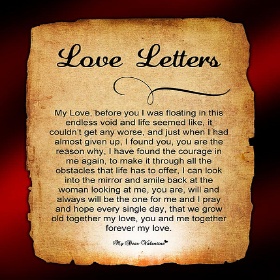 Love Letters
My Love, before you I was floating in this
endless void and life seemed like, it
couldn't get any worse, and just when I had
almost given up, I found you, you are the
reason why, I have found the courage in
me again, to make it through all the
obstacles that life has to offer, I can look
into the mirror and smile back at the
woman looking at me, you are, will and
always will be the one for me and I pray
and hope every single day, that we grow
old together my love, you and me together
forever my love.
My Dear Valentine